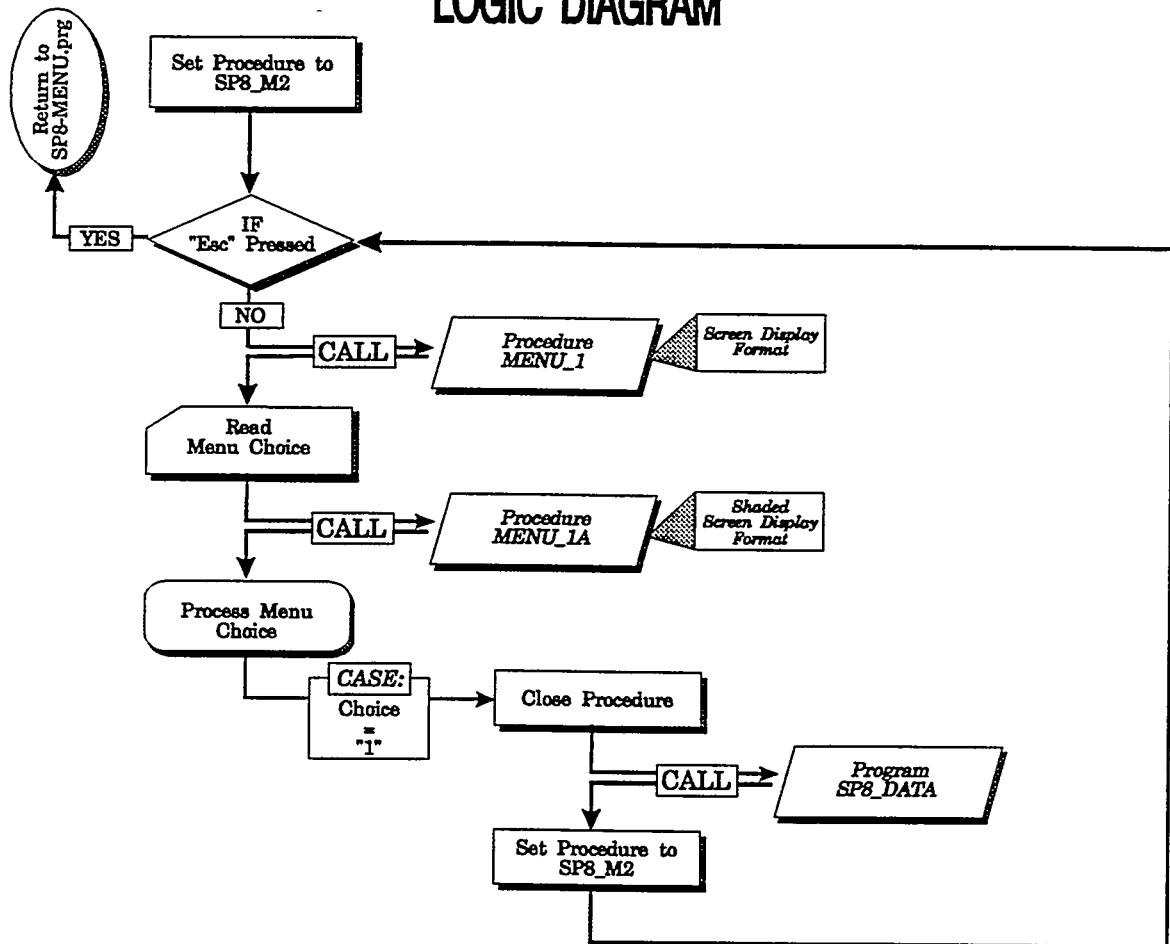 LOGIC DIAGRAM
Return to
SP8-MENU.prg
Set Procedure to
SP8_M2
IF
"Esc" Pressed
YES
NO
CALL
Procedure
MENU_1
Screen Display
Format
Read
Menu Choice
CALL
Procedure
MENU_1A
Shaded
Screen Display
Format
Process Menu
Choice
CASE:
Choice
=
"1"
Close Procedure
CALL
Program
SP8_DATA
Set Procedure to
SP8_M2